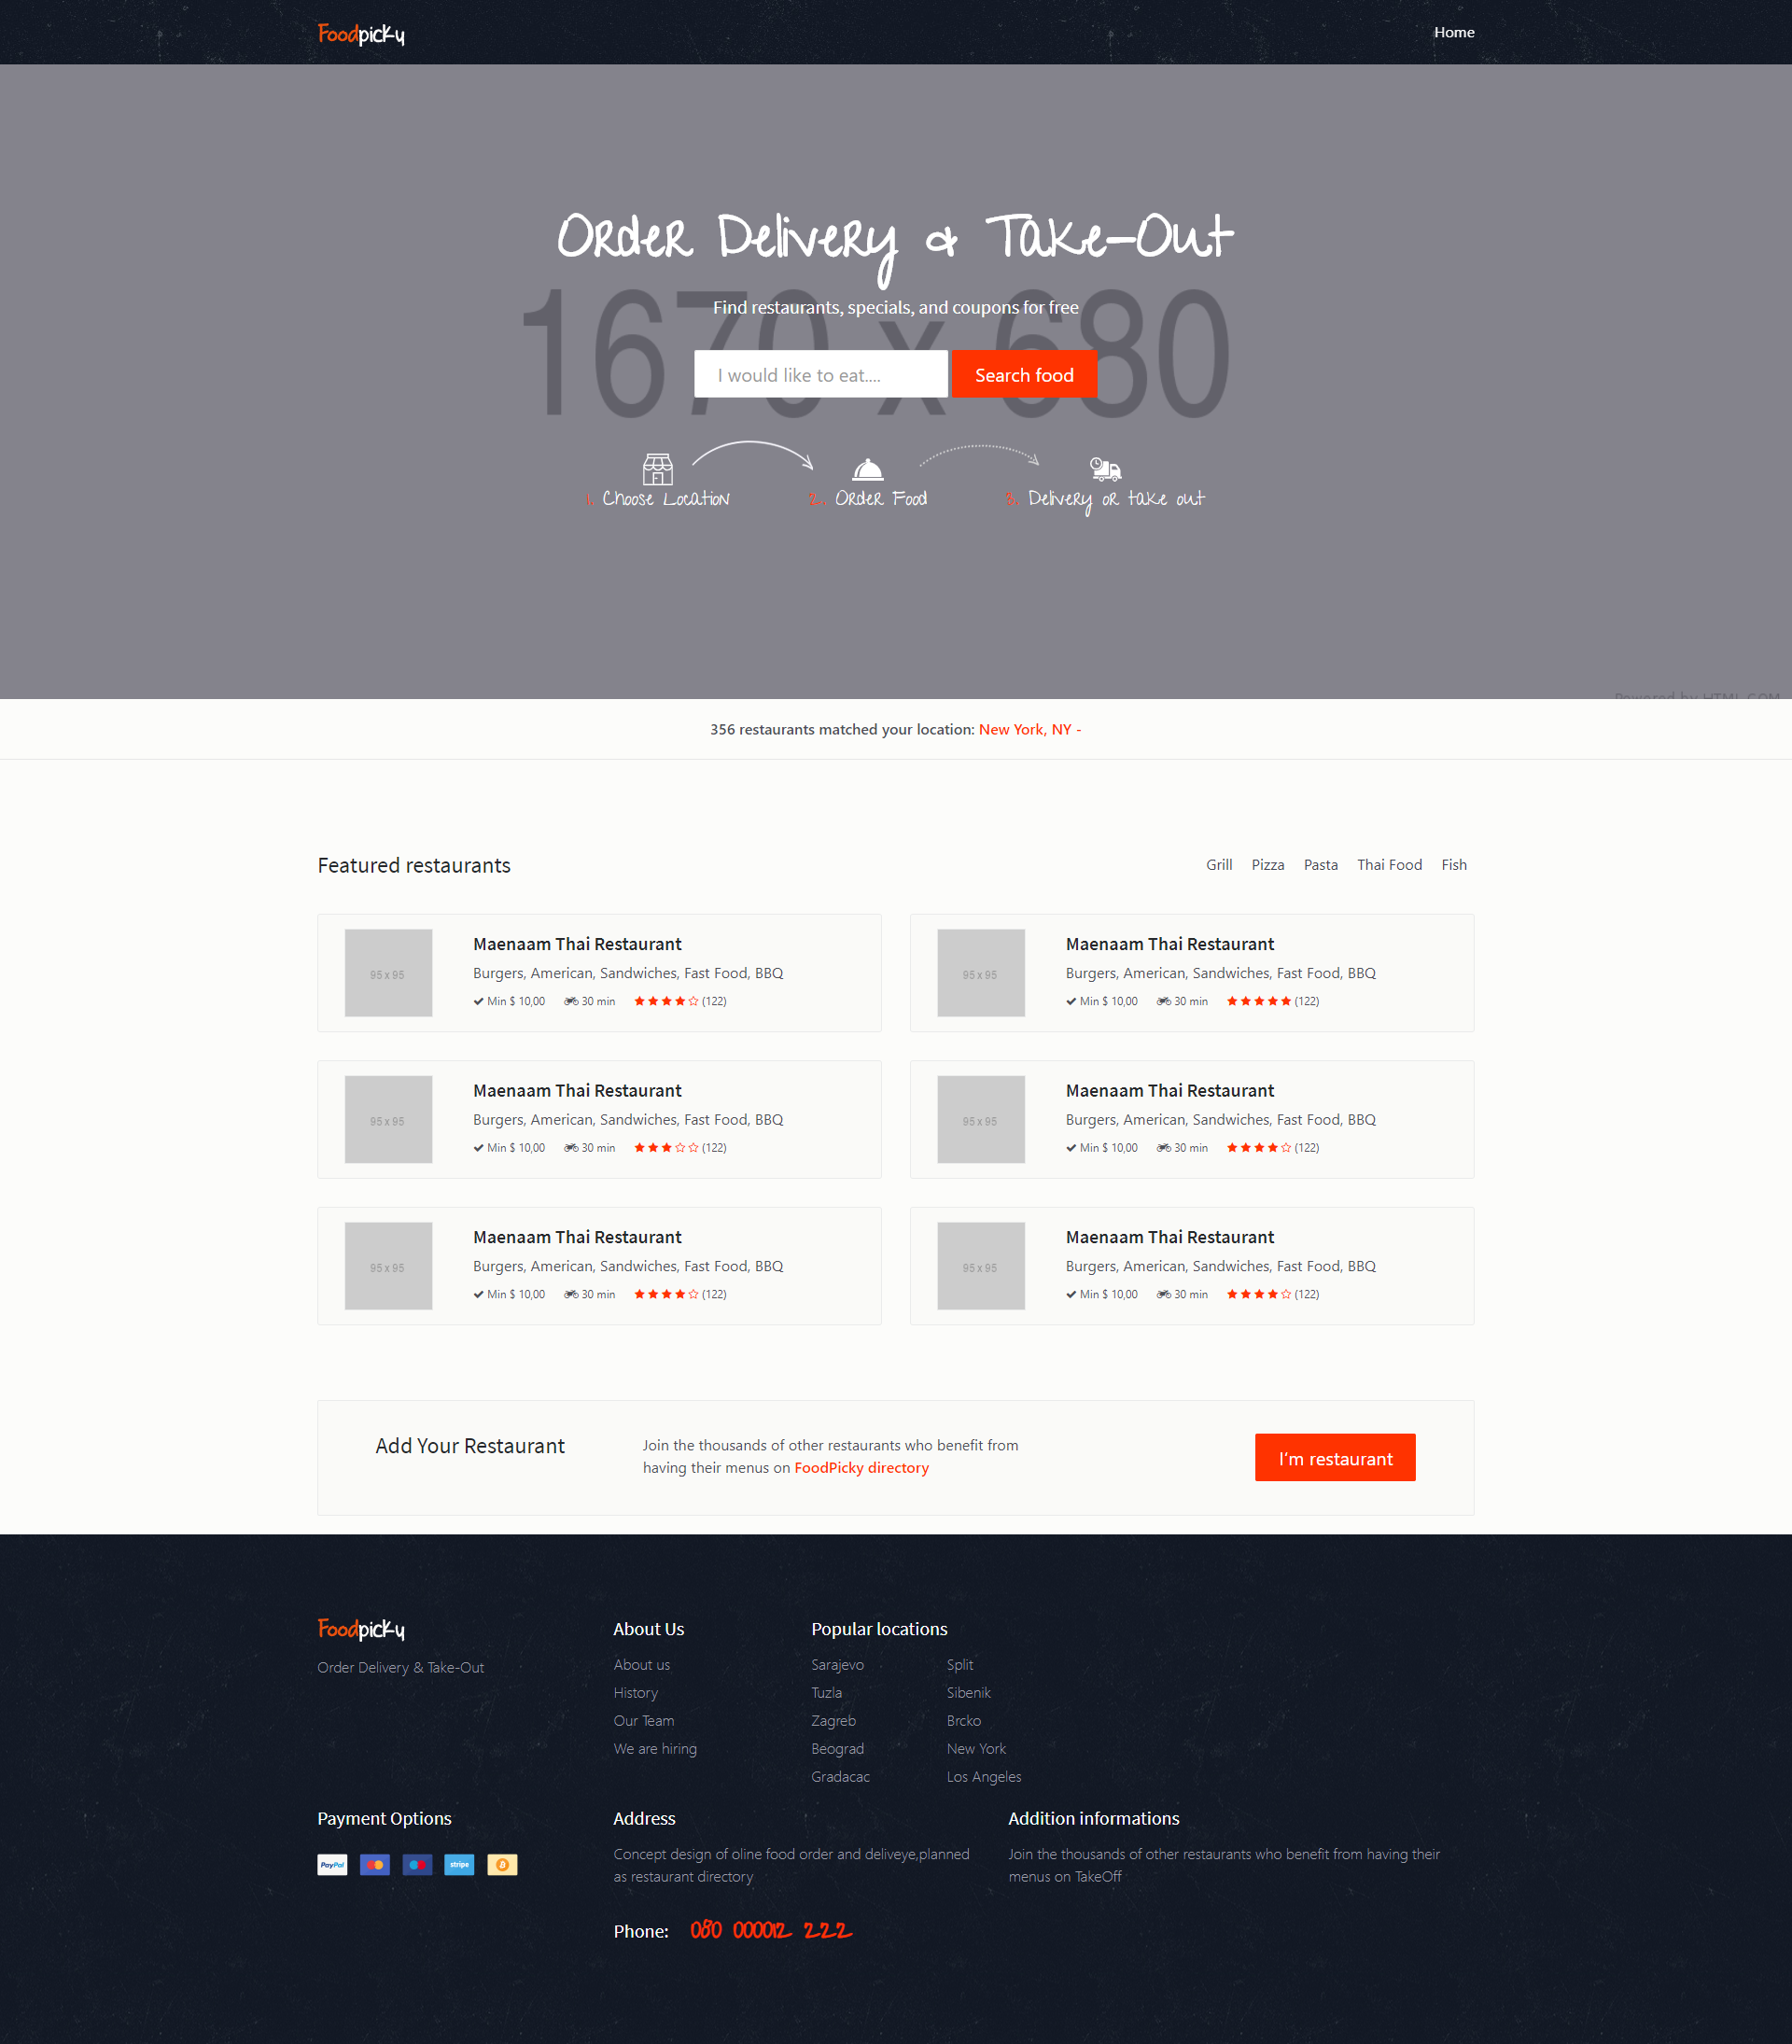 Foodpicky
Home
Order Delivery & Take-Out
1670 x 680
Find restaurants, specials, and coupons for free
I would like to eat....
Search food
1. Choose Location
2.. Order Food
3. Delivery or take out
Powered by HTML.COM
356 restaurants matched your location: New York, NY -
Featured restaurants
Grill Pizza Pasta Thai Food Fish
95 x 95
Maenaam Thai Restaurant
Burgers, American, Sandwiches, Fast Food, BBQ
Min $ 10,00 30 min (122)
95 x 95
Maenaam Thai Restaurant
Burgers, American, Sandwiches, Fast Food, BBQ
Min $ 10,00 30 min (122)
95 x 95
Maenaam Thai Restaurant
Burgers, American, Sandwiches, Fast Food, BBQ
Min $ 10,00 30 min (122)
95 x 95
Maenaam Thai Restaurant
Burgers, American, Sandwiches, Fast Food, BBQ
Min $ 10,00 30 min (122)
95 x 95
Maenaam Thai Restaurant
Burgers, American, Sandwiches, Fast Food, BBQ
Min $ 10,00 30 min (122)
95 x 95
Maenaam Thai Restaurant
Burgers, American, Sandwiches, Fast Food, BBQ
Min $ 10,00 30 min (122)
Add Your Restaurant
Join the thousands of other restaurants who benefit from
having their menus on FoodPicky directory
I'm restaurant
Foodpicky
Order Delivery & Take-Out
About Us
About us
History
Our Team
We are hiring
Popular locations
Sarajevo
Tuzla
Zagreb
Beograd
Gradacac
Split
Sibenik
Brcko
New York
Los Angeles
Payment Options
PayPal
stripe
Address
Concept design of oline food order and deliveye,planned
as restaurant directory
Phone: 080 000012 222
Addition informations
Join the thousands of other restaurants who benefit from having their
menus on TakeOff